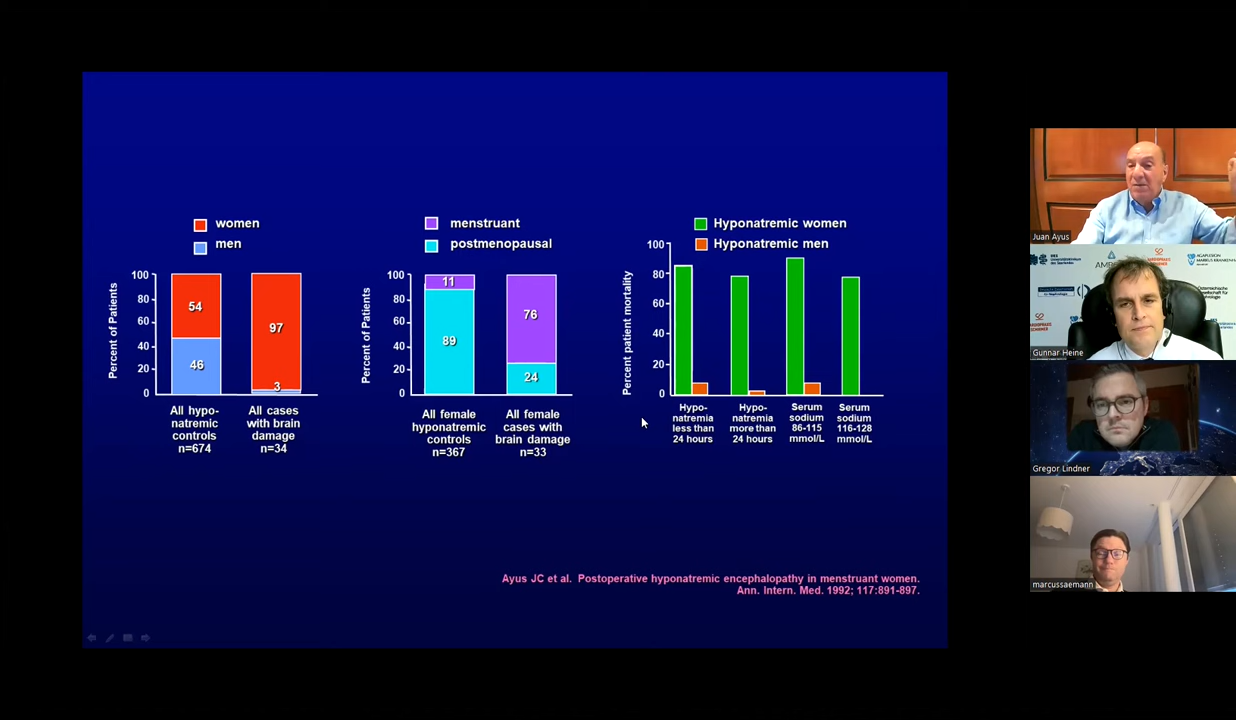 women
men
100
80
60
40
20
0
Percent of Patients
54
46
97
3
All hypo-
natremic
controls
n=674
All cases
with brain
damage
n=34
menstruant
postmenopausal
100
80
60
40
20
0
Percent of Patients
11
89
76
24
All female
hyponatremic
controls
n=367
All female
cases with
brain damage
n=33
Hyponatremic women
Hyponatremic men
100
80
60
40
20
0
Percent patient mortality
Hypo-
natremia
less than
24 hours
Hypo-
natremia
more than
24 hours
Serum
sodium
86-115
mmol/L
Serum
sodium
116-128
mmol/L
Ayus JC et al. Postoperative hyponatremic encephalopathy in menstruant women.
Ann. Intern. Med. 1992; 117:891-897.
Juan Ayus
Gunnar Heine
Gregor Lindner
marcussaemann